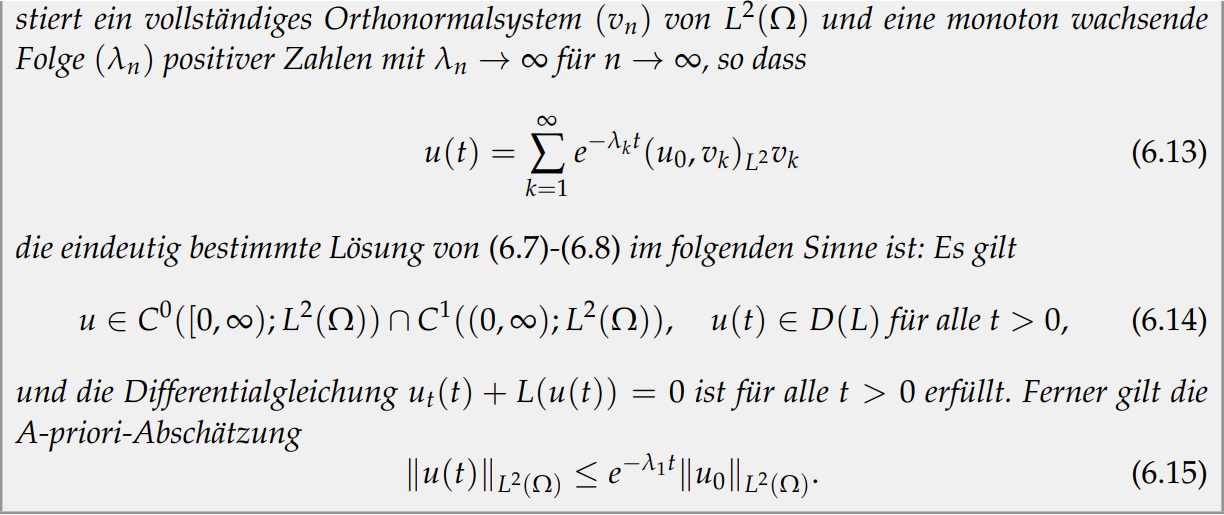 stiert ein vollständiges Orthonormalsystem (vₙ) von L²(Ω) und eine monoton wachsende
Folge (λₙ) positiver Zahlen mit λₙ → ∞ für n → ∞, so dass
u(t) = ∑_{k=1}^{∞} e^{−λ_k t}(u₀, v_k)_{L²} v_k (6.13)
die eindeutig bestimmte Lösung von (6.7)-(6.8) im folgenden Sinne ist: Es gilt
u ∈ C⁰([0, ∞); L²(Ω)) ∩ C¹((0, ∞); L²(Ω)), u(t) ∈ D(L) für alle t > 0, (6.14)
und die Differentialgleichung u_t(t) + L(u(t)) = 0 ist für alle t > 0 erfüllt. Ferner gilt die
A-priori-Abschätzung
‖u(t)‖_{L²(Ω)} ≤ e^{−λ₁t}‖u₀‖_{L²(Ω)}. (6.15)